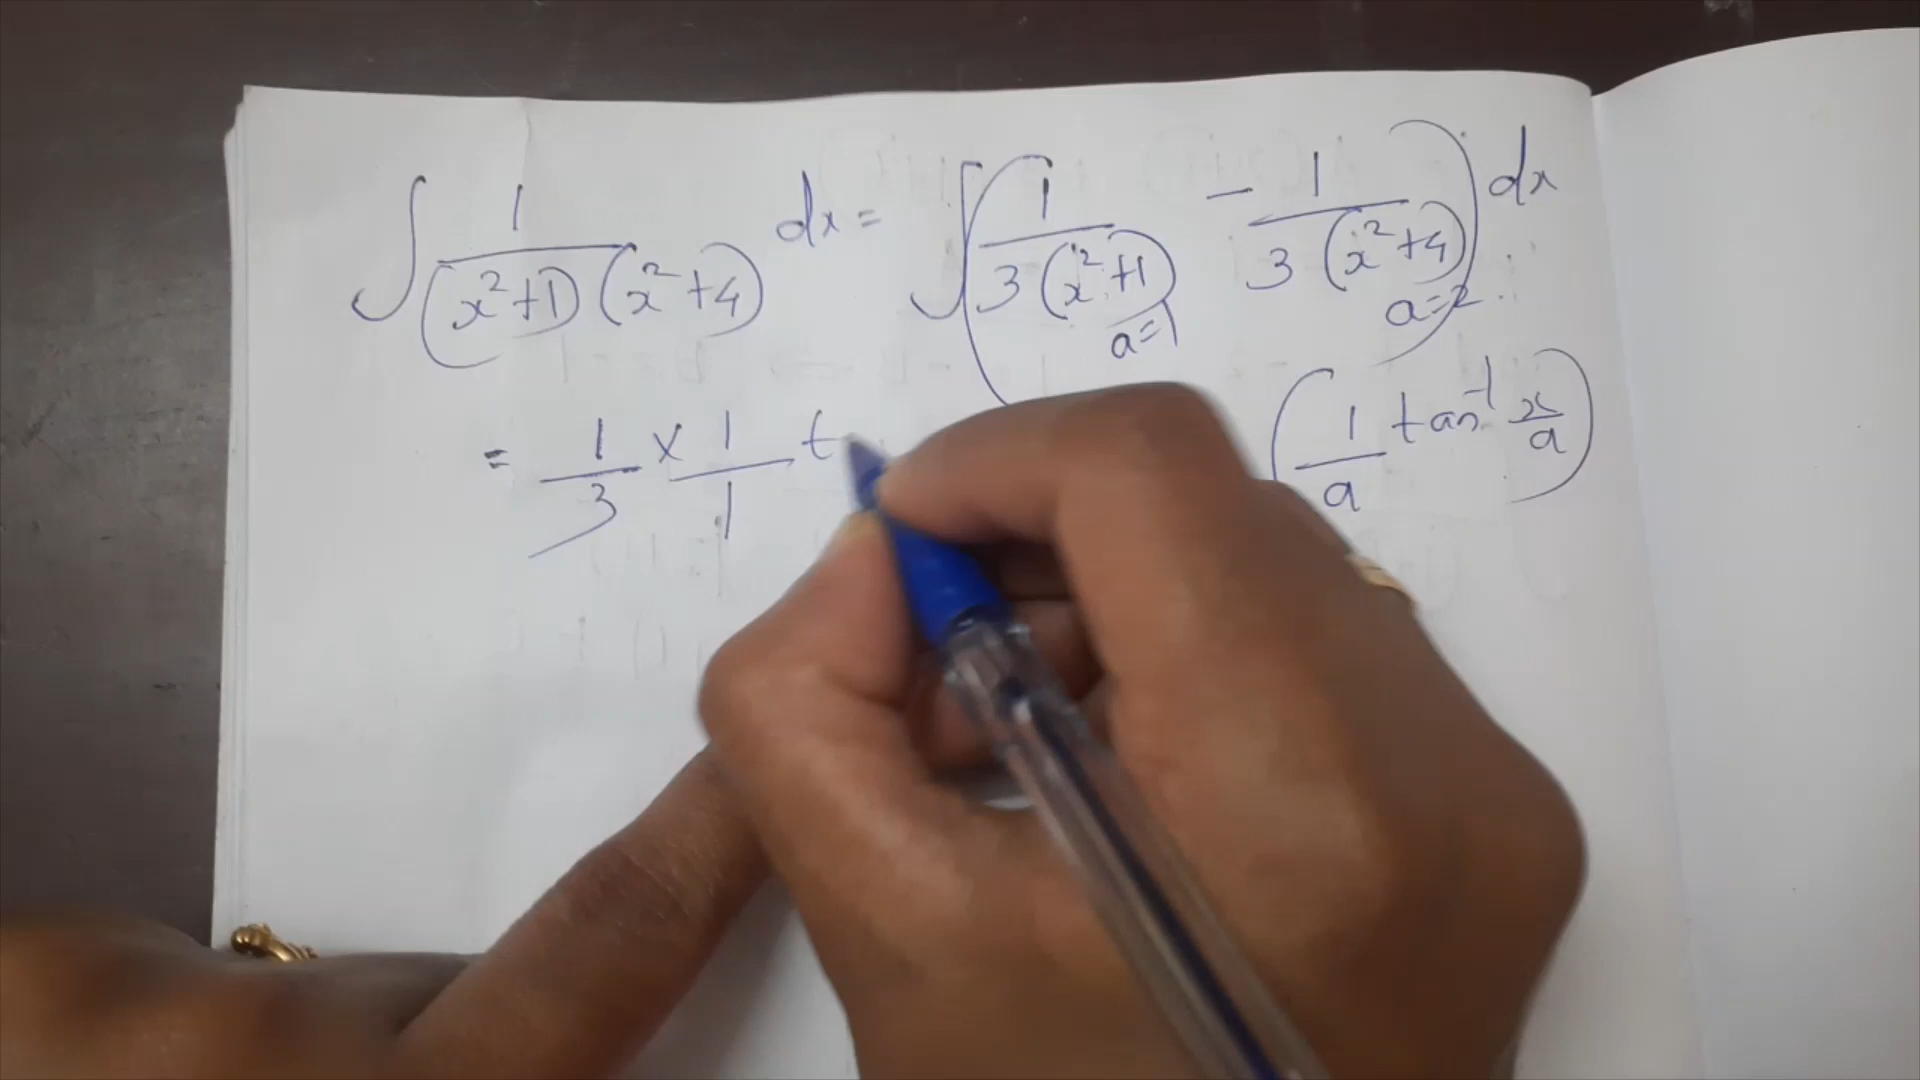 ∫ 1/((x²+1)(x²+4)) dx = ∫ (1/(3(x²+1)) - 1/(3(x²+4))) dx
a=1 a=2
= 1/3 × 1/1 t (1/a tan⁻¹ x/a)